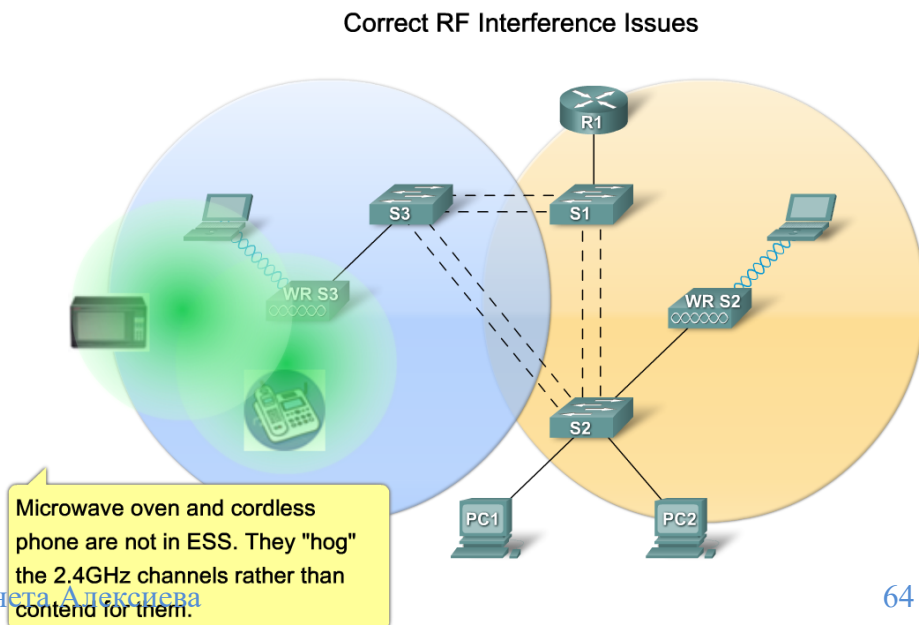 Correct RF Interference Issues
R1
S3
S1
WR S3
WR S2
S2
PC1
PC2
Microwave oven and cordless
phone are not in ESS. They "hog"
the 2.4GHz channels rather than
contend for them.
Алексиева
64